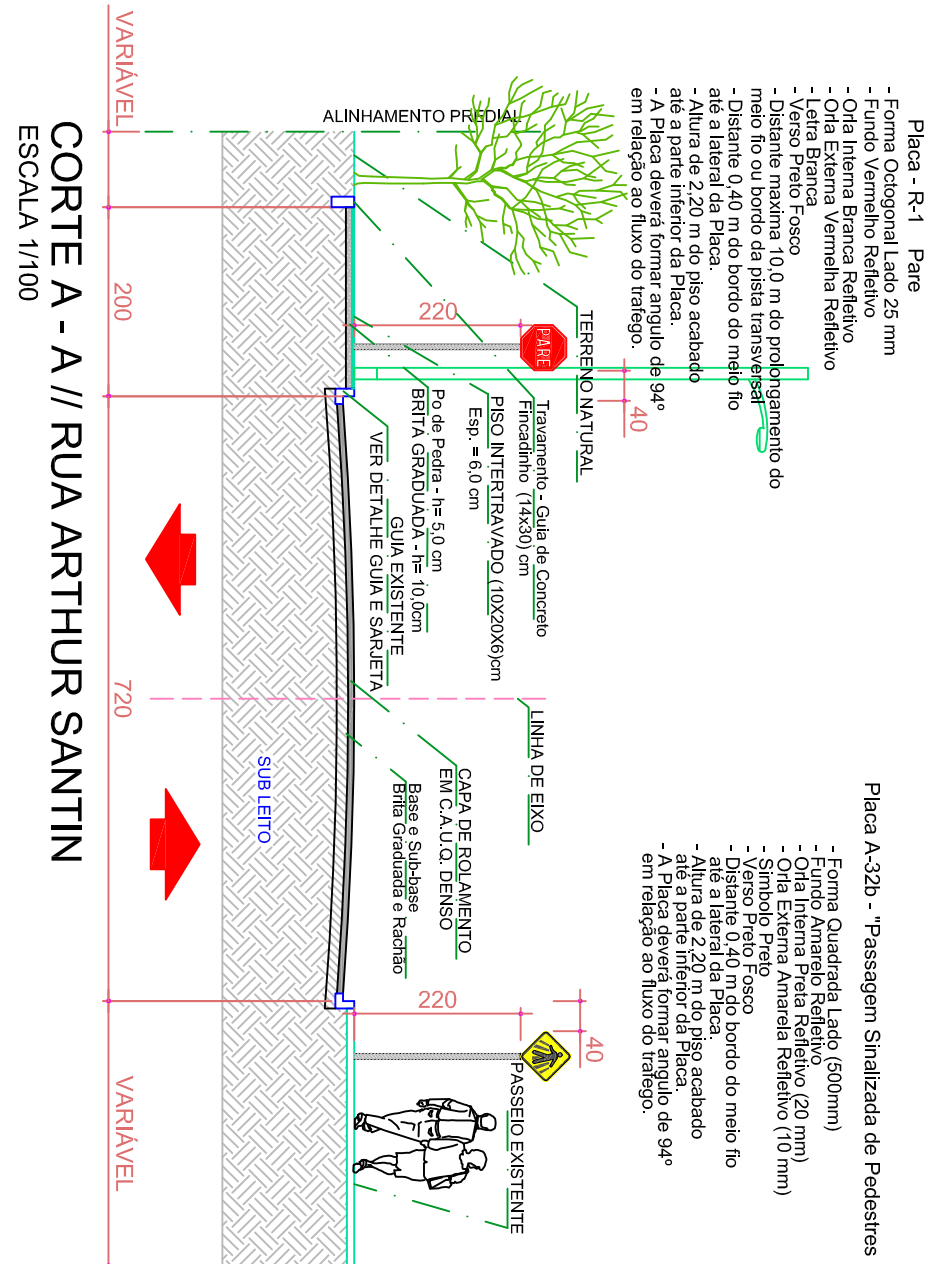 Placa - R-1   Pare
- Forma Octogonal Lado 25 mm
- Fundo Vermelho Refletivo
- Orla Interna Branca Refletivo
- Orla Externa Vermelha Refletivo
- Letra Branca
- Verso Preto Fosco
- Distante maxima 10,0 m do prolongamento do
meio fio ou bordo da pista transversal
- Distante 0,40 m do bordo do meio fio
até a lateral da Placa.
- Altura de 2,20 m do piso acabado
até a parte inferior da Placa.
- A Placa deverá formar angulo de 94º
em relação ao fluxo do trafego.
Placa A-32b - "Passagem Sinalizada de Pedestres
- Forma Quadrada Lado (500mm)
- Fundo Amarelo Refletivo
- Orla Interna Preta Refletivo (20 mm)
- Orla Externa Amarela Refletivo (10 mm)
- Simbolo Preto
- Verso Preto Fosco
- Distante 0,40 m do bordo do meio fio
até a lateral da Placa.
- Altura de 2,20 m do piso acabado
até a parte inferior da Placa.
- A Placa deverá formar angulo de 94º
em relação ao fluxo do trafego.
ALINHAMENTO PREDIAL
TERRENO NATURAL
40
PARE
220
Travamento - Guia de Concreto
Fincadinho (14x30) cm
PISO INTERTRAVADO (10X20X6)cm
Esp. = 6,0 cm
Po de Pedra - h= 5,0 cm
BRITA GRADUADA - h= 10,0cm
GUIA EXISTENTE
VER DETALHE GUIA E SARJETA
LINHA DE EIXO
CAPA DE ROLAMENTO
EM C.A.U.Q. DENSO
Base e Sub-base
Brita Graduada e Rachão
40
220
PASSEIO EXISTENTE
SUB LEITO
VARIÁVEL
200
720
VARIÁVEL
CORTE A - A // RUA ARTHUR SANTIN
ESCALA 1/100